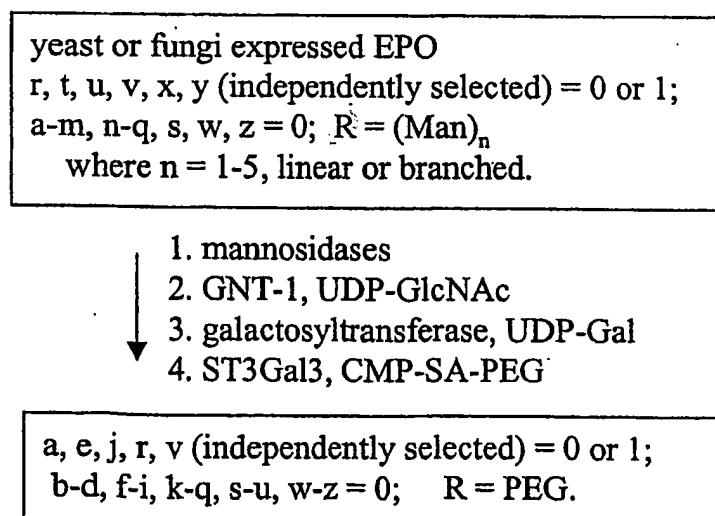 yeast or fungi expressed EPO
r, t, u, v, x, y (independently selected) = 0 or 1;
a-m, n-q, s, w, z = 0; R = (Man)n
where n = 1-5, linear or branched.
1. mannosidases
2. GNT-1, UDP-GlcNAc
3. galactosyltransferase, UDP-Gal
4. ST3Gal3, CMP-SA-PEG
a, e, j, r, v (independently selected) = 0 or 1;
b-d, f-i, k-q, s-u, w-z = 0; R = PEG.